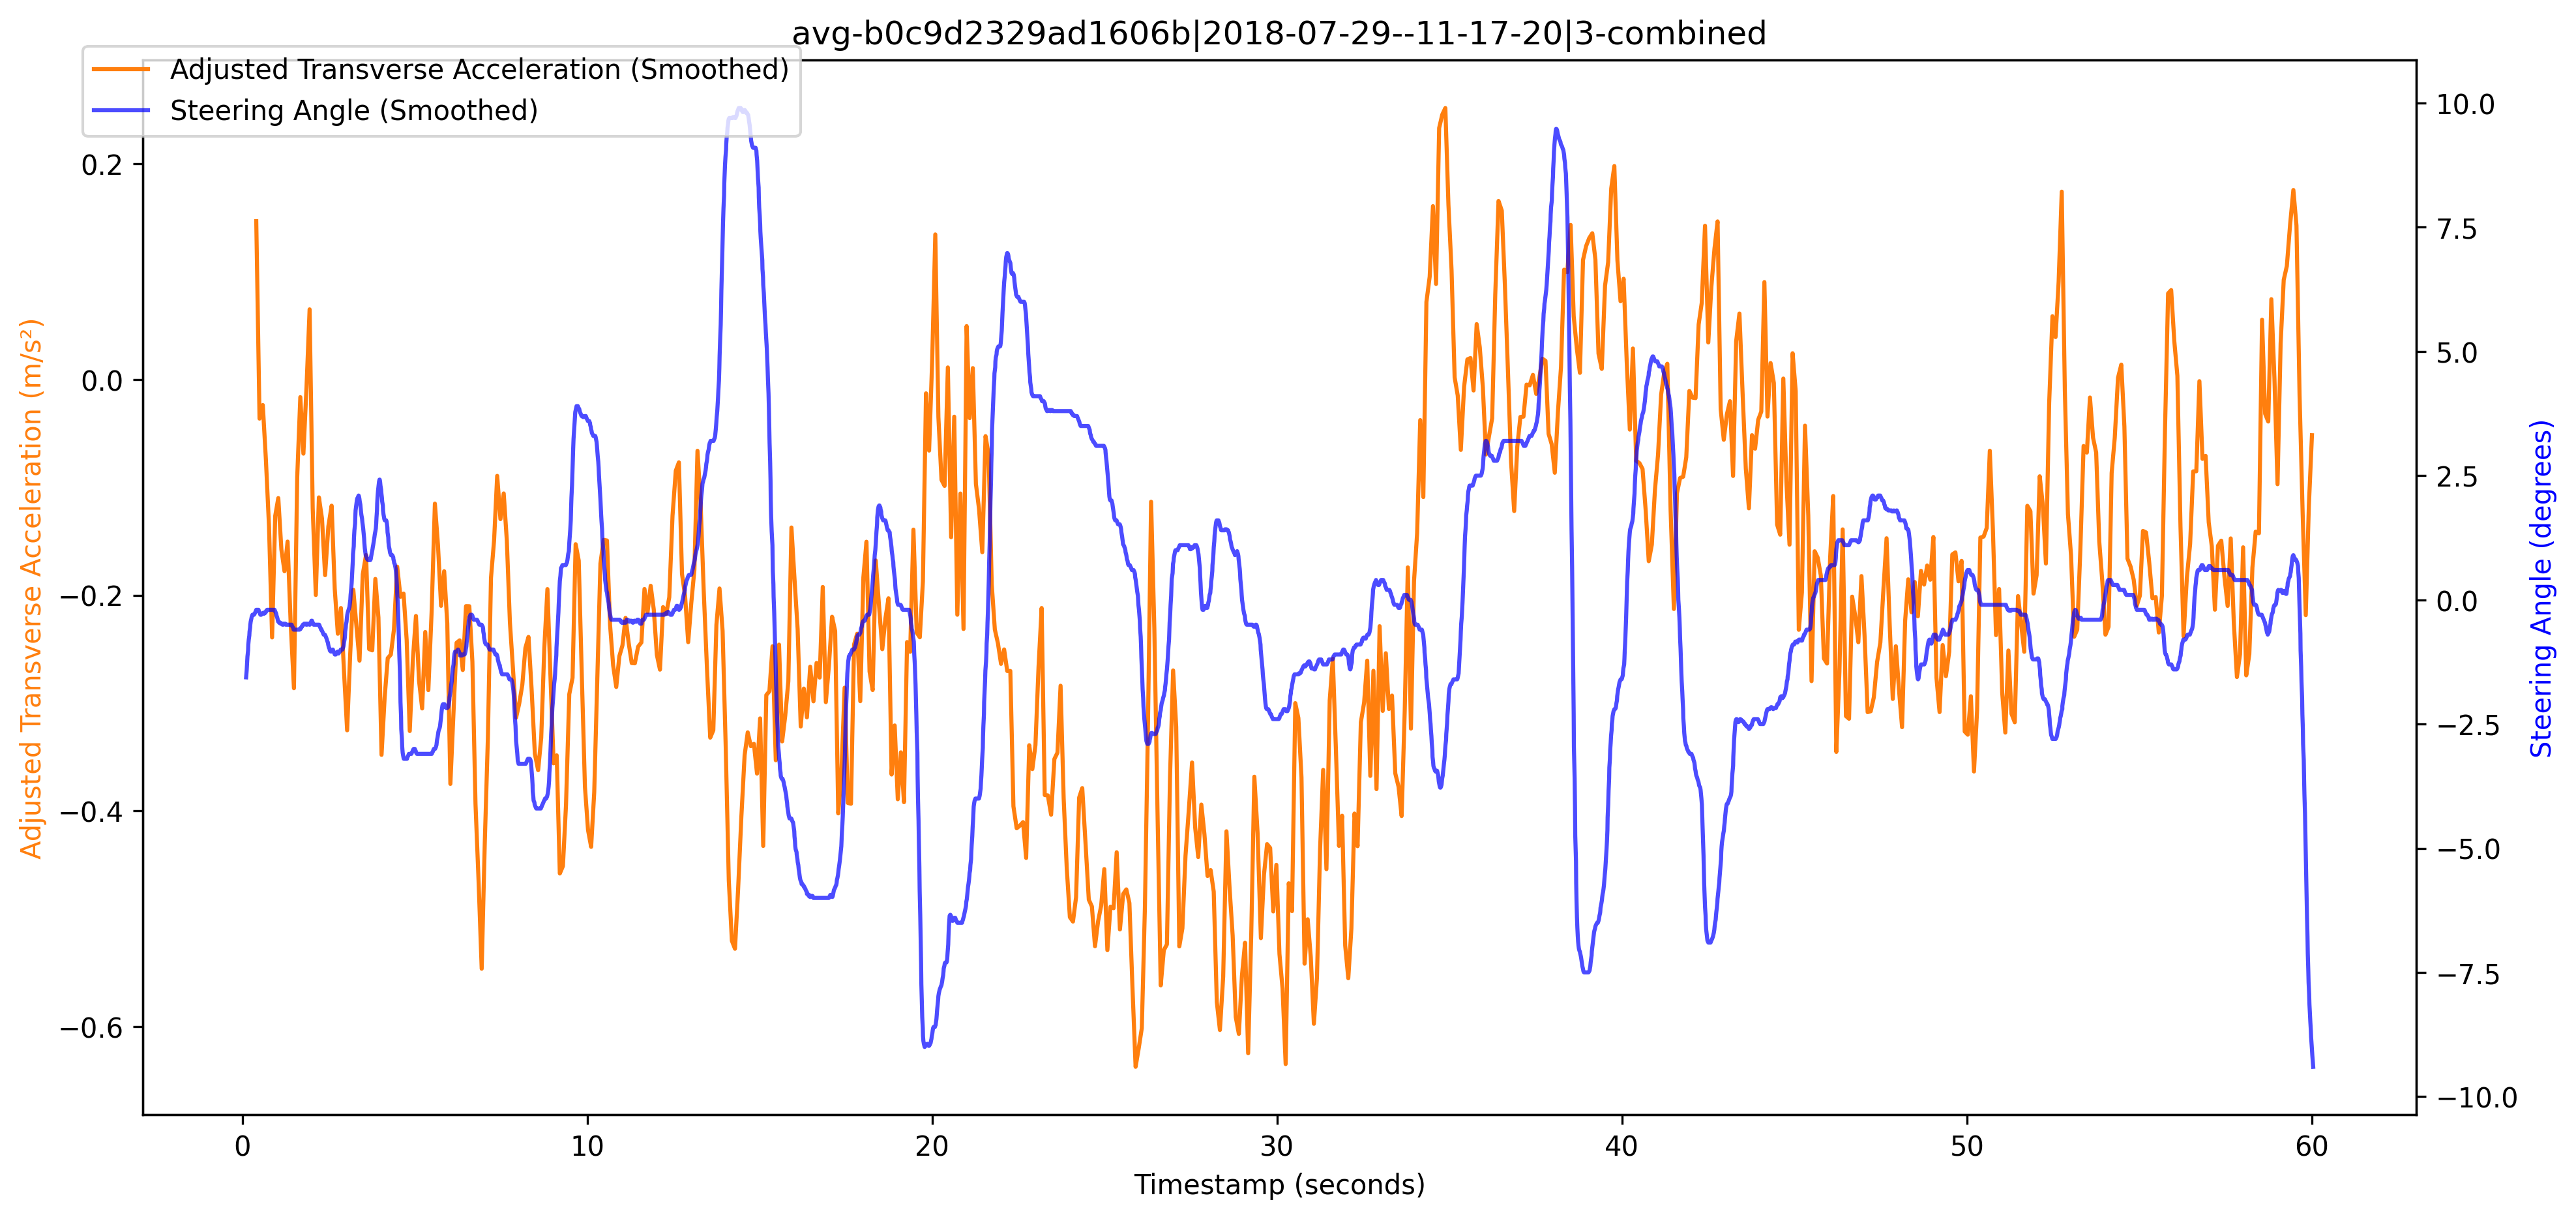 avg-b0c9d2329ad1606b|2018-07-29--11-17-20|3-combined
Adjusted Transverse Acceleration (Smoothed)
Steering Angle (Smoothed)
Adjusted Transverse Acceleration (m/s²)
0.2
0.0
−0.2
−0.4
−0.6
10.0
7.5
5.0
2.5
0.0
−2.5
−5.0
−7.5
−10.0
Steering Angle (degrees)
0 10 20 30 40 50 60
Timestamp (seconds)